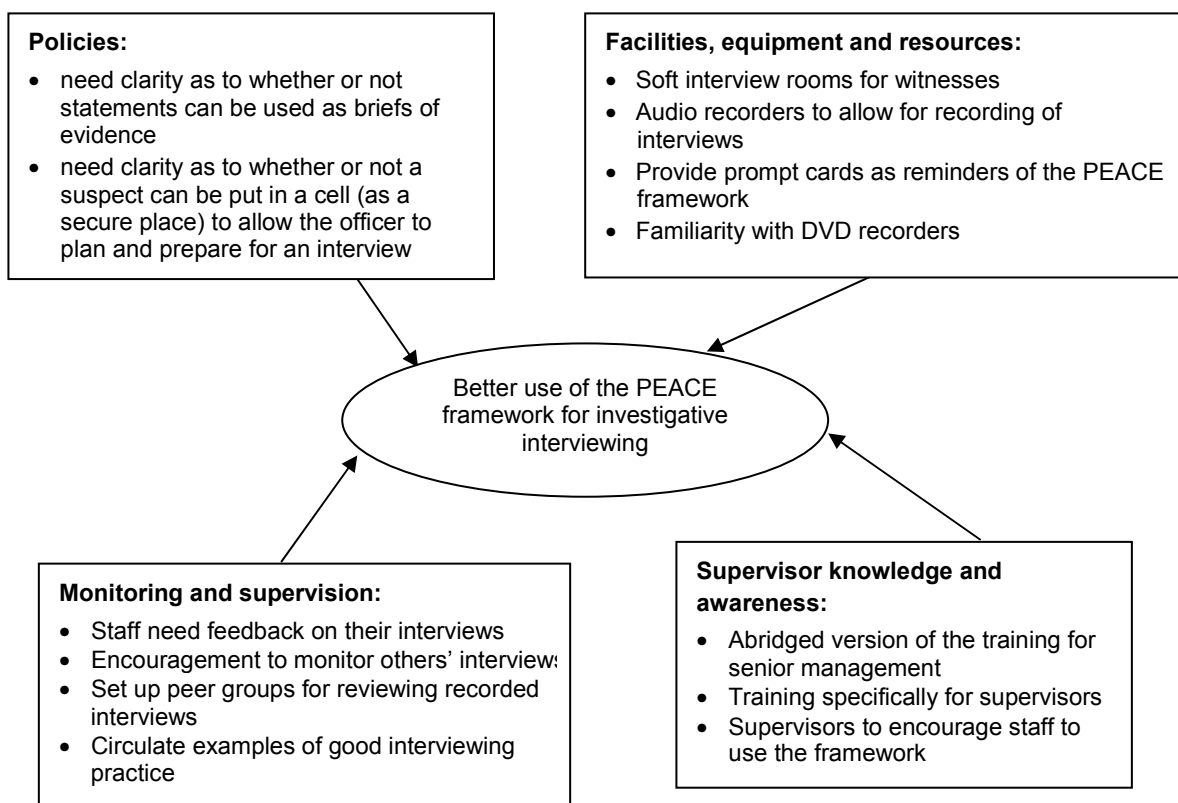 Policies:
• need clarity as to whether or not
statements can be used as briefs of
evidence
• need clarity as to whether or not a
suspect can be put in a cell (as a
secure place) to allow the officer to
plan and prepare for an interview
Facilities, equipment and resources:
• Soft interview rooms for witnesses
• Audio recorders to allow for recording of
interviews
• Provide prompt cards as reminders of the PEACE
framework
• Familiarity with DVD recorders
Better use of the PEACE
framework for investigative
interviewing
Monitoring and supervision:
• Staff need feedback on their interviews
• Encouragement to monitor others’ interviews
• Set up peer groups for reviewing recorded
interviews
• Circulate examples of good interviewing
practice
Supervisor knowledge and
awareness:
• Abridged version of the training for
senior management
• Training specifically for supervisors
• Supervisors to encourage staff to
use the framework